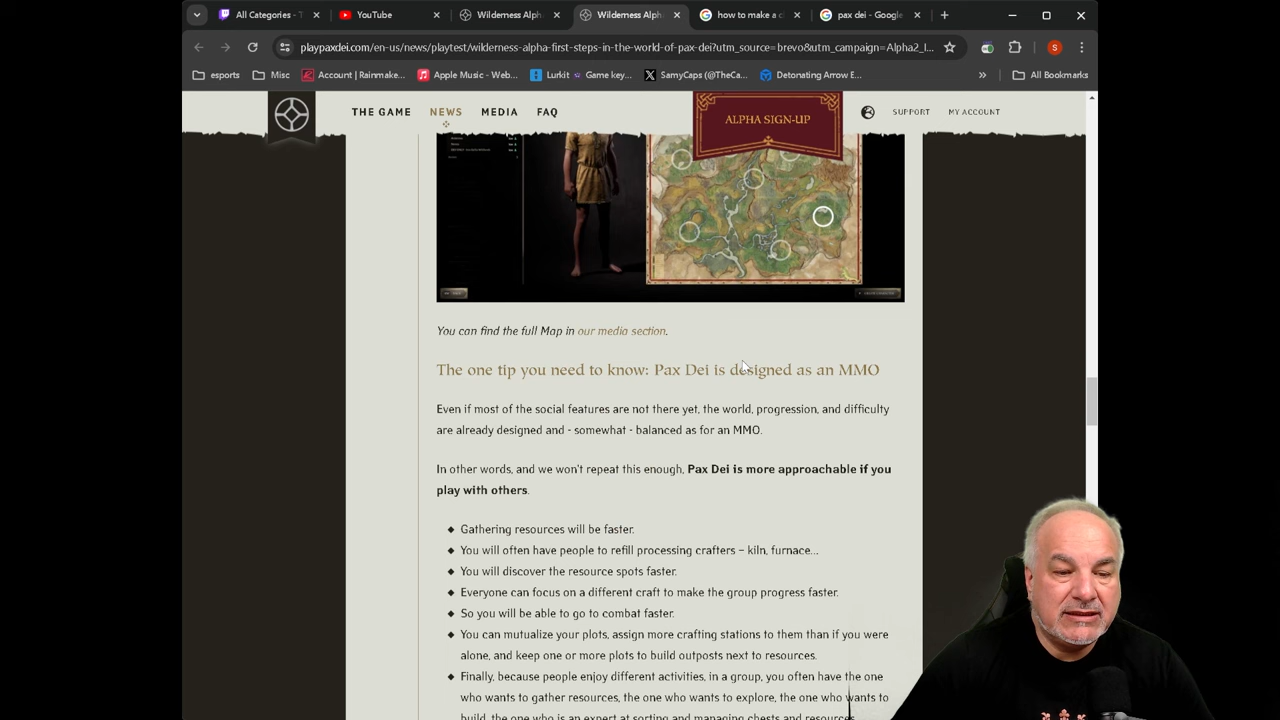 All Categories - T
YouTube
Wilderness Alph
Wilderness Alph
how to make a c
pax dei - Google
playpaxdei.com/en-us/news/playtest/wilderness-alpha-first-steps-in-the-world-of-pax-dei?utm_source=brevo&utm_campaign=Alpha2_I...
S
esports
Misc
Account | Rainmake...
Apple Music - Web...
Lurkit
Game key...
SamyCaps (@TheCa...
Detonating Arrow E...
»
All Bookmarks
THE GAME
NEWS
MEDIA
FAQ
ALPHA SIGN-UP
SUPPORT
MY ACCOUNT
You can find the full Map in our media section.
The one tip you need to know: Pax Dei is designed as an MMO
Even if most of the social features are not there yet, the world, progression, and difficulty
are already designed and - somewhat - balanced as for an MMO.
In other words, and we won't repeat this enough, Pax Dei is more approachable if you
play with others.
Gathering resources will be faster.
You will often have people to refill processing crafters – kiln, furnace...
You will discover the resource spots faster.
Everyone can focus on a different craft to make the group progress faster.
So you will be able to go to combat faster.
You can mutualize your plots, assign more crafting stations to them than if you were
alone, and keep one or more plots to build outposts next to resources.
Finally, because people enjoy different activities, in a group, you often have the one
who wants to gather resources, the one who wants to explore, the one who wants to
build, the one who is an expert at sorting and managing chests and resources